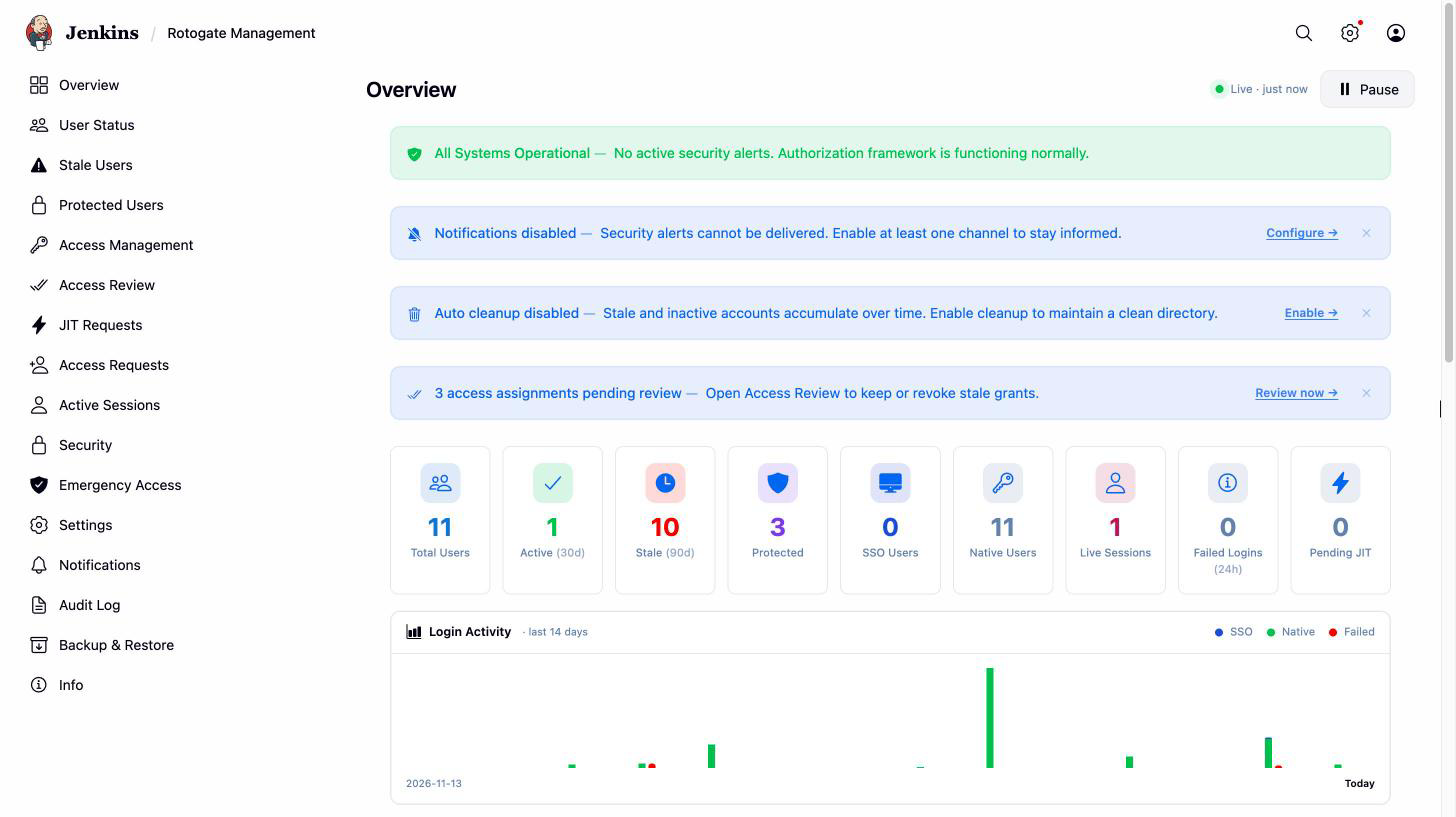 Jenkins / Rotogate Management
Overview
User Status
Stale Users
Protected Users
Access Management
Access Review
JIT Requests
Access Requests
Active Sessions
Security
Emergency Access
Settings
Notifications
Audit Log
Backup & Restore
Info
Overview
Live · just now
Pause
All Systems Operational — No active security alerts. Authorization framework is functioning normally.
Notifications disabled — Security alerts cannot be delivered. Enable at least one channel to stay informed. Configure →
Auto cleanup disabled — Stale and inactive accounts accumulate over time. Enable cleanup to maintain a clean directory. Enable →
3 access assignments pending review — Open Access Review to keep or revoke stale grants. Review now →
11
Total Users
1
Active (30d)
10
Stale (90d)
3
Protected
0
SSO Users
11
Native Users
1
Live Sessions
0
Failed Logins
(24h)
0
Pending JIT
Login Activity · last 14 days
SSO Native Failed
2026-11-13
Today